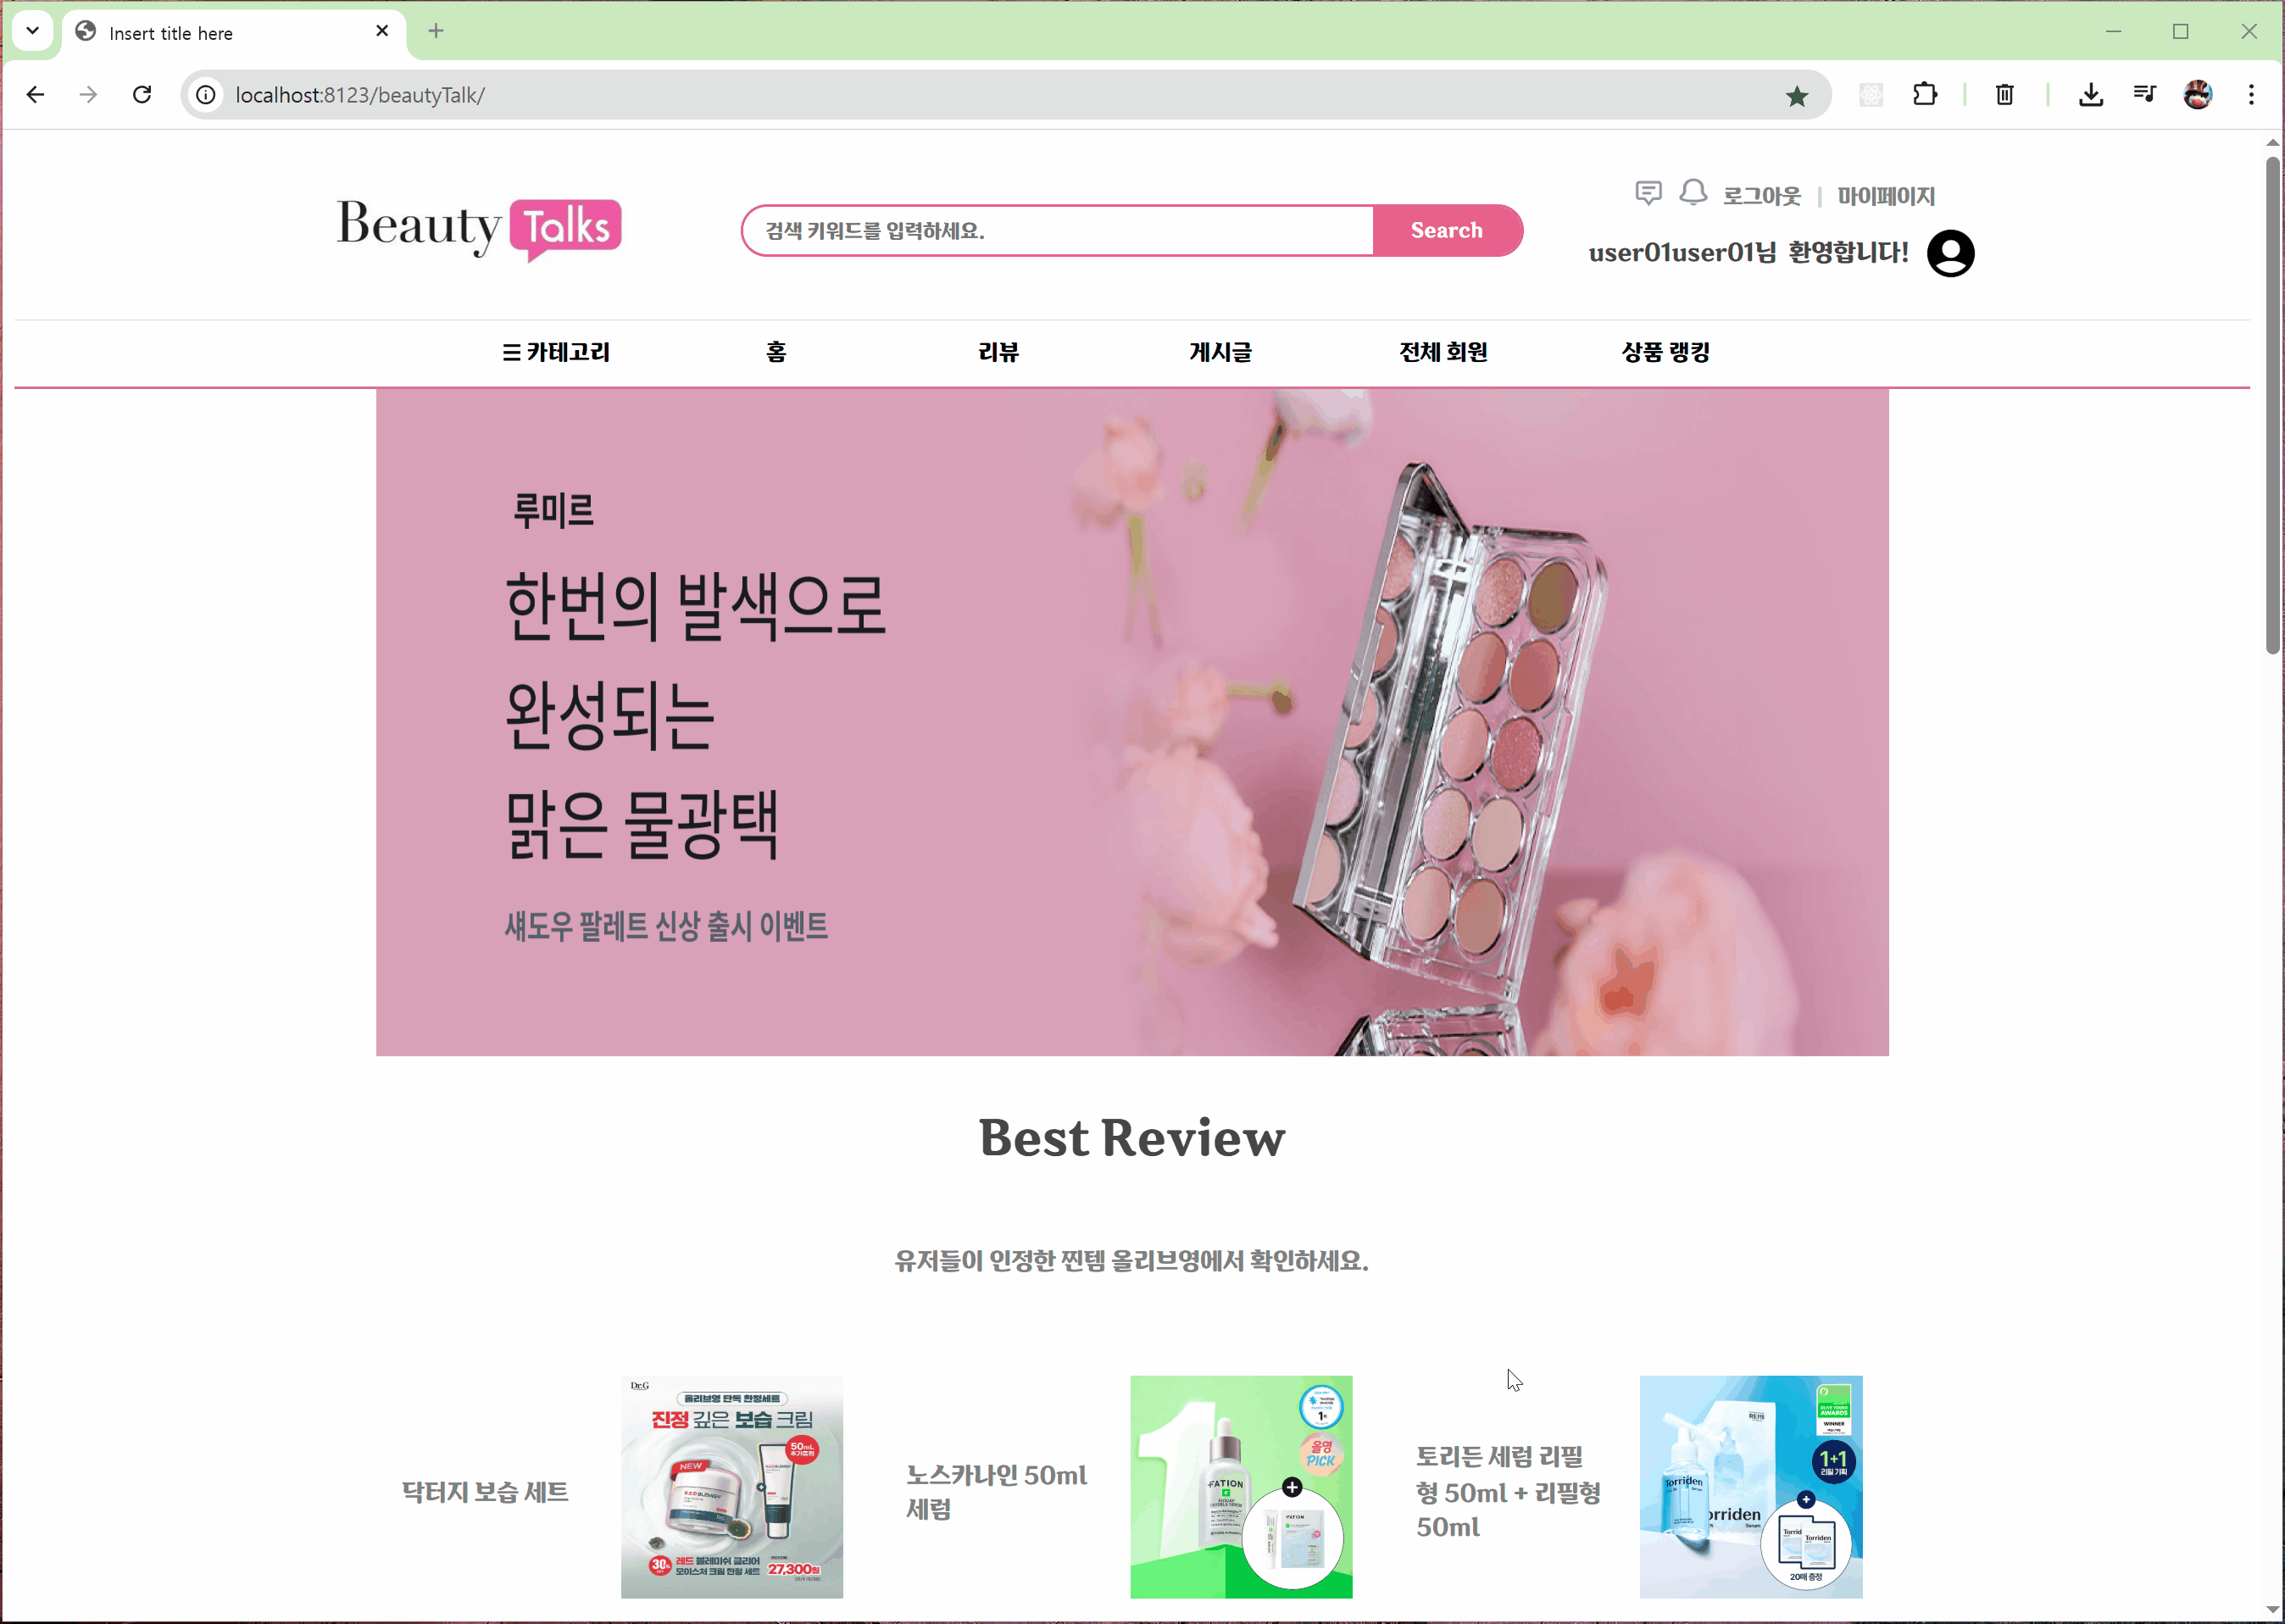 Insert title here
localhost:8123/beautyTalk/
로그아웃 | 마이페이지
Beauty Talks
검색 키워드를 입력하세요.
Search
user01user01님 환영합니다!
카테고리
홈
리뷰
게시글
전체 회원
상품 랭킹
루미르
한번의 발색으로
완성되는
맑은 물광택
섀도우 팔레트 신상 출시 이벤트
Best Review
유저들이 인정한 찐템 올리브영에서 확인하세요.
닥터지 보습 세트
Dr.G
올리브영 단독 한정세트
진정 깊은 보습 크림
50mL
NEW
30%
레드 블레미쉬 클리어
모이스처 크림 한정 세트
27,300원
노스카나인 50ml
세럼
1
올영
PICK
FATION
토리든 세럼 리필
형 50ml + 리필형
50ml
AWARDS
WINNER
1+1
리필 기획
Torriden
20매 증정